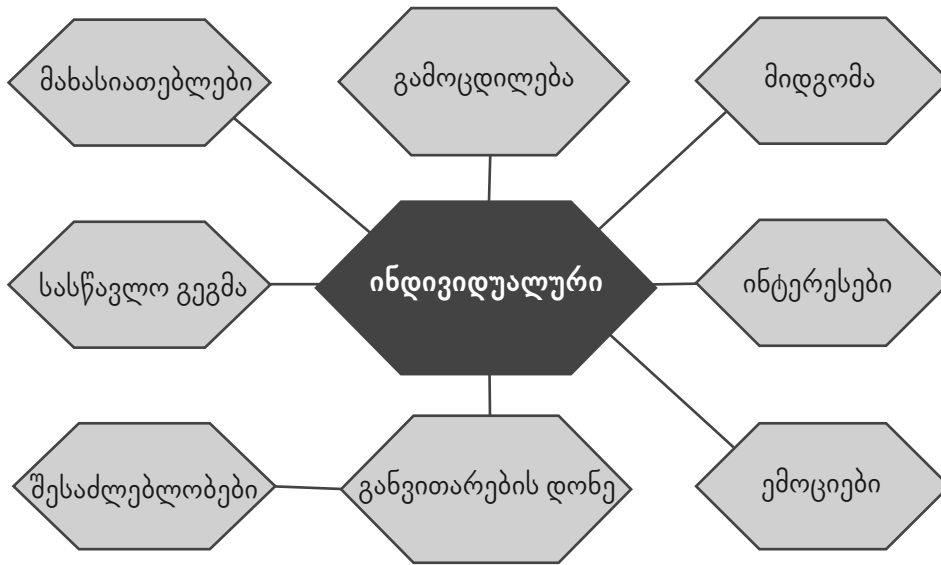 მახასიათებლები
გამოცდილება
მიდგომა
სასწავლო გეგმა
ინდივიდუალური
ინტერესები
შესაძლებლობები
განვითარების დონე
ემოციები